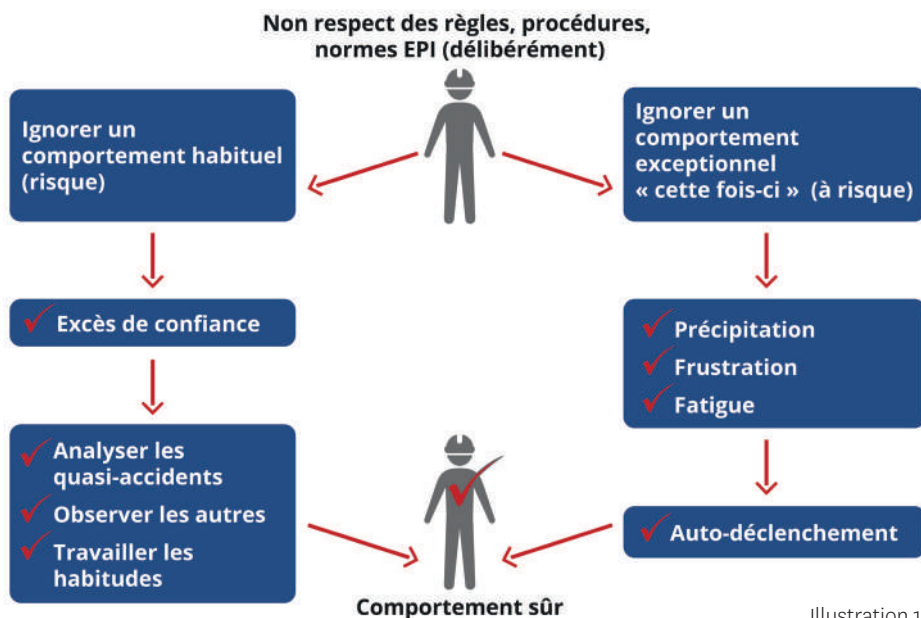 Non respect des règles, procédures,
normes EPI (délibérément)
Ignorer un
comportement habituel
(risque)
Excès de confiance
Analyser les
quasi-accidents
Observer les autres
Travailler les
habitudes
Ignorer un
comportement
exceptionnel
« cette fois-ci » (à risque)
Précipitation
Frustration
Fatigue
Auto-déclenchement
Comportement sûr
Illustration 1